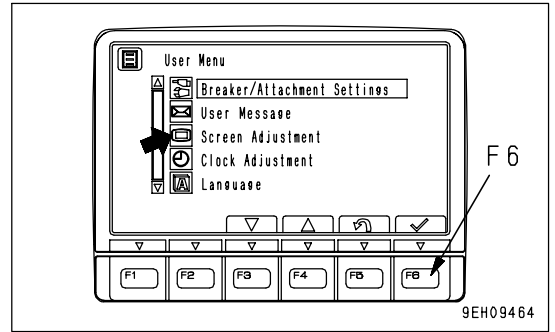 User Menu
Breaker/Attachment Settings
User Message
Screen Adjustment
Clock Adjustment
A Language
F6
F1 F2 F3 F4 F5 F6
9EH09464